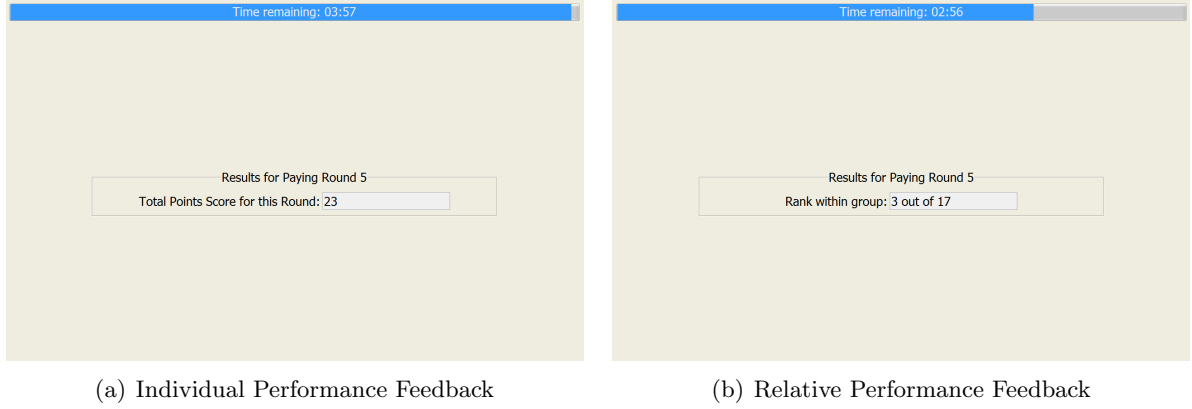 Time remaining: 03:57
Results for Paying Round 5
Total Points Score for this Round: 23
(a) Individual Performance Feedback
Time remaining: 02:56
Results for Paying Round 5
Rank within group: 3 out of 17
(b) Relative Performance Feedback